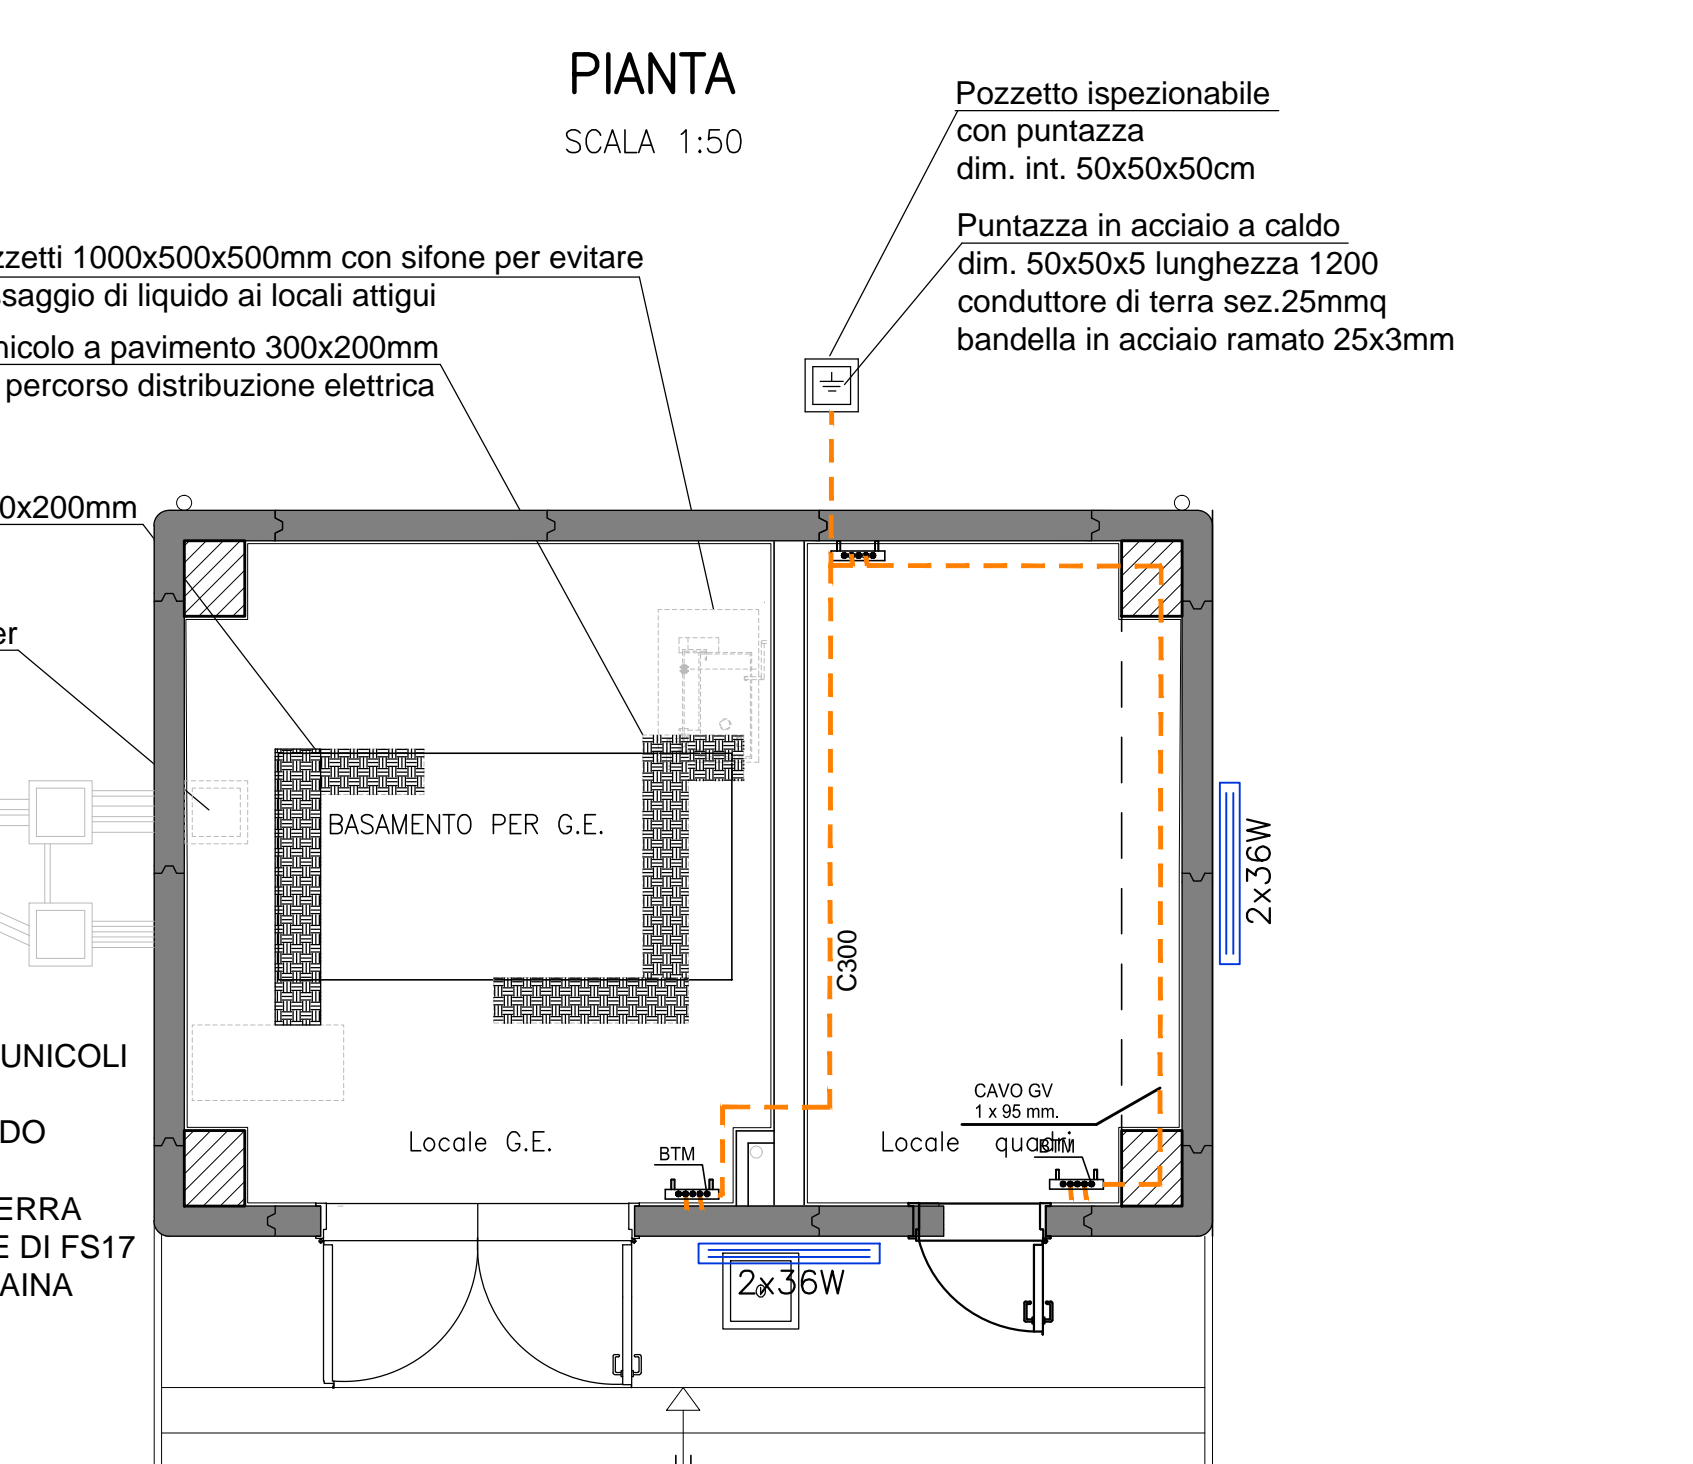 PIANTA
SCALA 1:50
Pozzetto ispezionabile
con puntazza
dim. int. 50x50x50cm
Puntazza in acciaio a caldo
dim. 50x50x5 lunghezza 1200
conduttore di terra sez.25mmq
bandella in acciaio ramato 25x3mm
zzetti 1000x500x500mm con sifone per evitare
ssaggio di liquido ai locali attigui
nicolo a pavimento 300x200mm
percorso distribuzione elettrica
0x200mm
er
BASAMENTO PER G.E.
C300
2x36W
UNICOLI
DO
ERRA
E DI FS17
AINA
CAVO GV
1 x 95 mm.
Locale G.E.
BTM
Locale quadri
BTM
2x36W